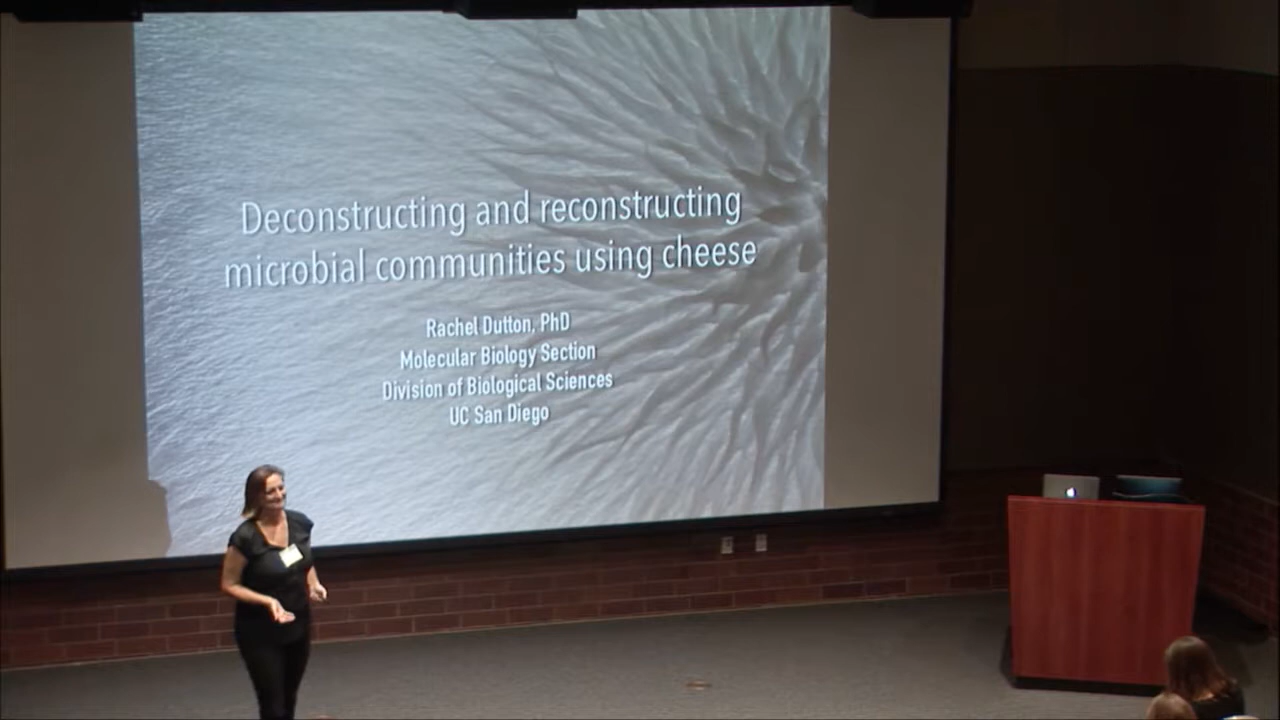 Deconstructing and reconstructing
microbial communities using cheese
Rachel Dutton, PhD
Molecular Biology Section
Division of Biological Sciences
UC San Diego